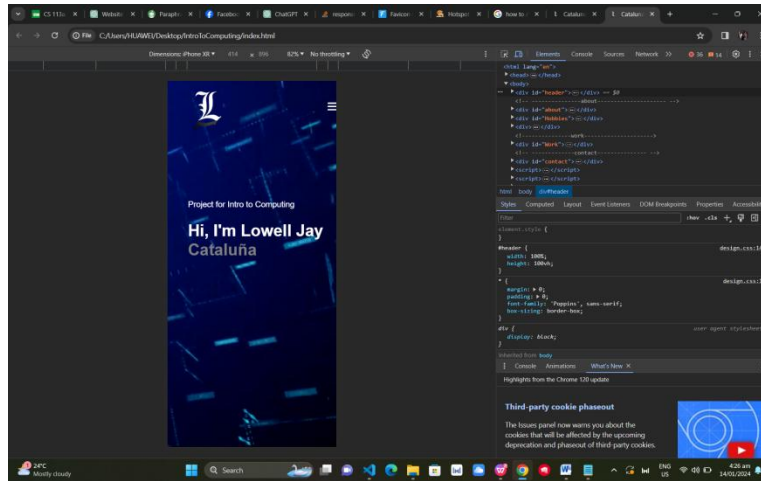 CS 113
Website
Paraphr
Faceboo
ChatGPT
respons
Favicon
Hotspot
how to
Catalun
Catalun
File C:/Users/HUAWEI/Desktop/IntroToComputing/index.html
Dimensions: iPhone XR 414 x 896 82% No throttling
Elements Console Sources Network
36 14
<html lang="en">
<head> </head>
<body>
<div id="header"> </div> == $0
<!-- ----------------about-------------------- -->
<div id="about"> </div>
<div id="Hobbies"> </div>
<div> </div>
<!----------------work-------------------->
<div id="Work"> </div>
<!-- ----------------contact---------------- -->
<div id="contact"> </div>
<script> </script>
<script> </script>
html body div#header
Styles Computed Layout Event Listeners DOM Breakpoints Properties Accessibili
Filter :hov .cls
element.style {
}
#header { design.css:1
width: 100%;
height: 100vh;
}
* { design.css:
margin: 0;
padding: 0;
font-family: 'Poppins', sans-serif;
box-sizing: border-box;
}
div { user agent stylesheet
display: block;
}
Inherited from body
Console Animations What's New
Highlights from the Chrome 120 update
Third-party cookie phaseout
The Issues panel now warns you about the
cookies that will be affected by the upcoming
deprecation and phaseout of third-party cookies.
L
Project for Intro to Computing
Hi, I'm Lowell Jay
Cataluña
24°C
Mostly cloudy
Search
ENG
US
4:26 am
14/01/2024